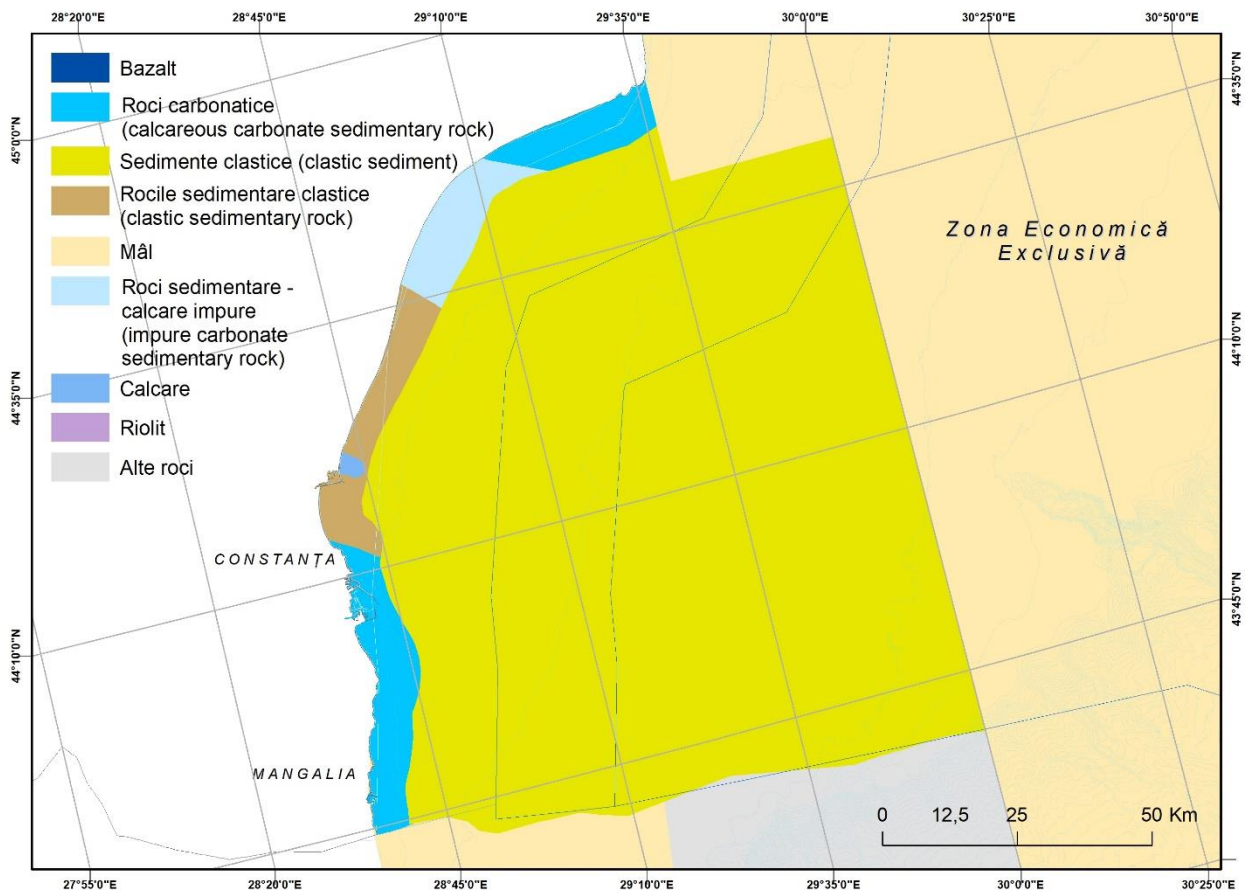 28°20'0"E
28°45'0"E
29°10'0"E
29°35'0"E
30°0'0"E
30°25'0"E
30°50'0"E
Bazalt
Roci carbonatice
(calcareous carbonate sedimentary rock)
Sedimente clastice (clastic sediment)
Rocile sedimentare clastice
(clastic sedimentary rock)
Mâl
Roci sedimentare -
calcare impure
(impure carbonate
sedimentary rock)
Calcare
Riolit
Alte roci
Zona Economică
Exclusivă
CONSTANȚA
MANGALIA
45°0'0"N
44°35'0"N
44°10'0"N
44°35'0"N
44°10'0"N
43°45'0"N
0 12,5 25 50 Km
27°55'0"E
28°20'0"E
28°45'0"E
29°10'0"E
29°35'0"E
30°0'0"E
30°25'0"E